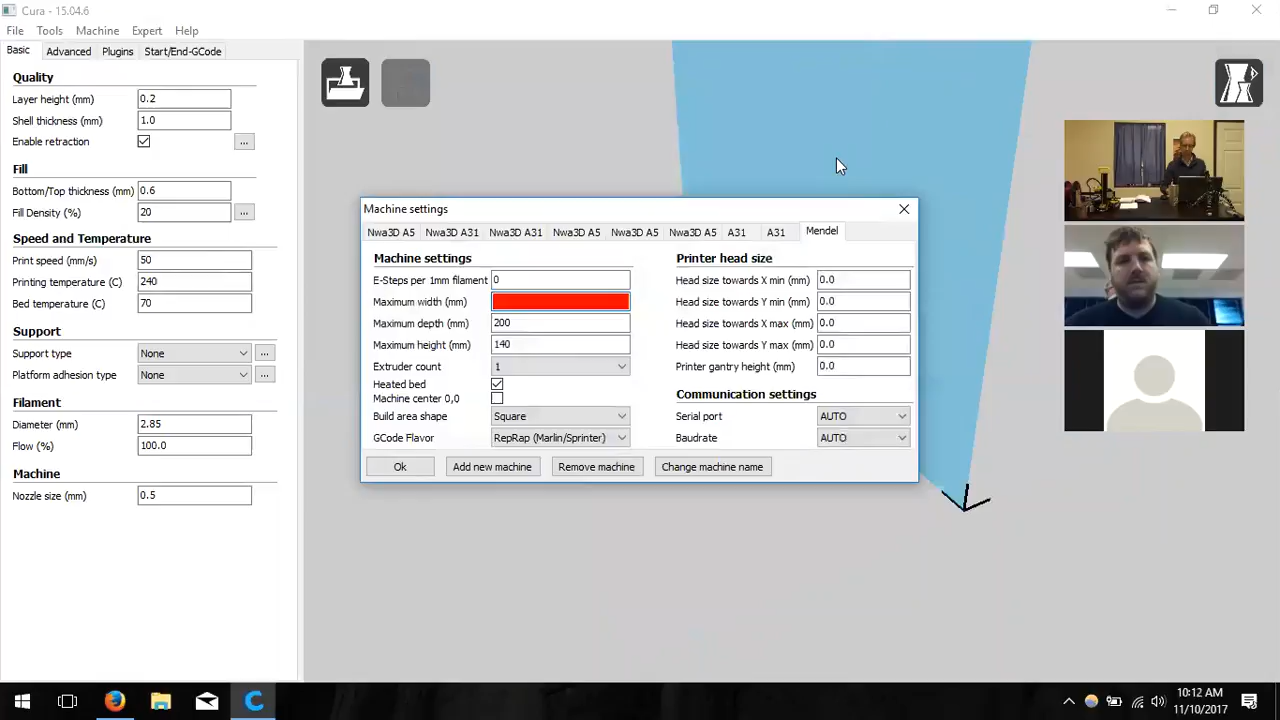 Cura - 15.04.6
File Tools Machine Expert Help
Basic Advanced Plugins Start/End-GCode
Quality
Layer height (mm) 0.2
Shell thickness (mm) 1.0
Enable retraction ...
Fill
Bottom/Top thickness (mm) 0.6
Fill Density (%) 20 ...
Speed and Temperature
Print speed (mm/s) 50
Printing temperature (C) 240
Bed temperature (C) 70
Support
Support type None ...
Platform adhesion type None ...
Filament
Diameter (mm) 2.85
Flow (%) 100.0
Machine
Nozzle size (mm) 0.5
Machine settings
Nwa3D A5 Nwa3D A31 Nwa3D A31 Nwa3D A5 Nwa3D A5 Nwa3D A5 A31 A31 Mendel
Machine settings
E-Steps per 1mm filament 0
Maximum width (mm)
Maximum depth (mm) 200
Maximum height (mm) 140
Extruder count 1
Heated bed
Machine center 0,0
Build area shape Square
GCode Flavor RepRap (Marlin/Sprinter)
Printer head size
Head size towards X min (mm) 0.0
Head size towards Y min (mm) 0.0
Head size towards X max (mm) 0.0
Head size towards Y max (mm) 0.0
Printer gantry height (mm) 0.0
Communication settings
Serial port AUTO
Baudrate AUTO
Ok Add new machine Remove machine Change machine name
10:12 AM
11/10/2017